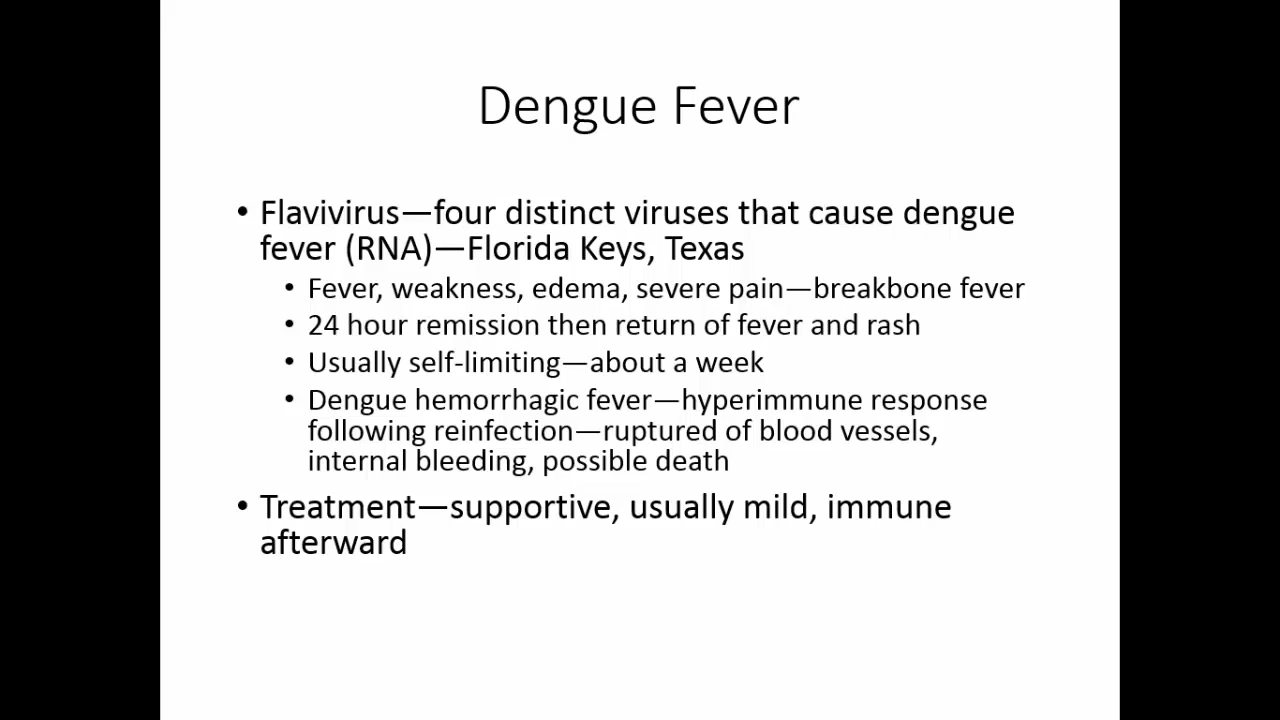 Dengue Fever
• Flavivirus—four distinct viruses that cause dengue
fever (RNA)—Florida Keys, Texas
• Fever, weakness, edema, severe pain—breakbone fever
• 24 hour remission then return of fever and rash
• Usually self-limiting—about a week
• Dengue hemorrhagic fever—hyperimmune response
following reinfection—ruptured of blood vessels,
internal bleeding, possible death
• Treatment—supportive, usually mild, immune
afterward